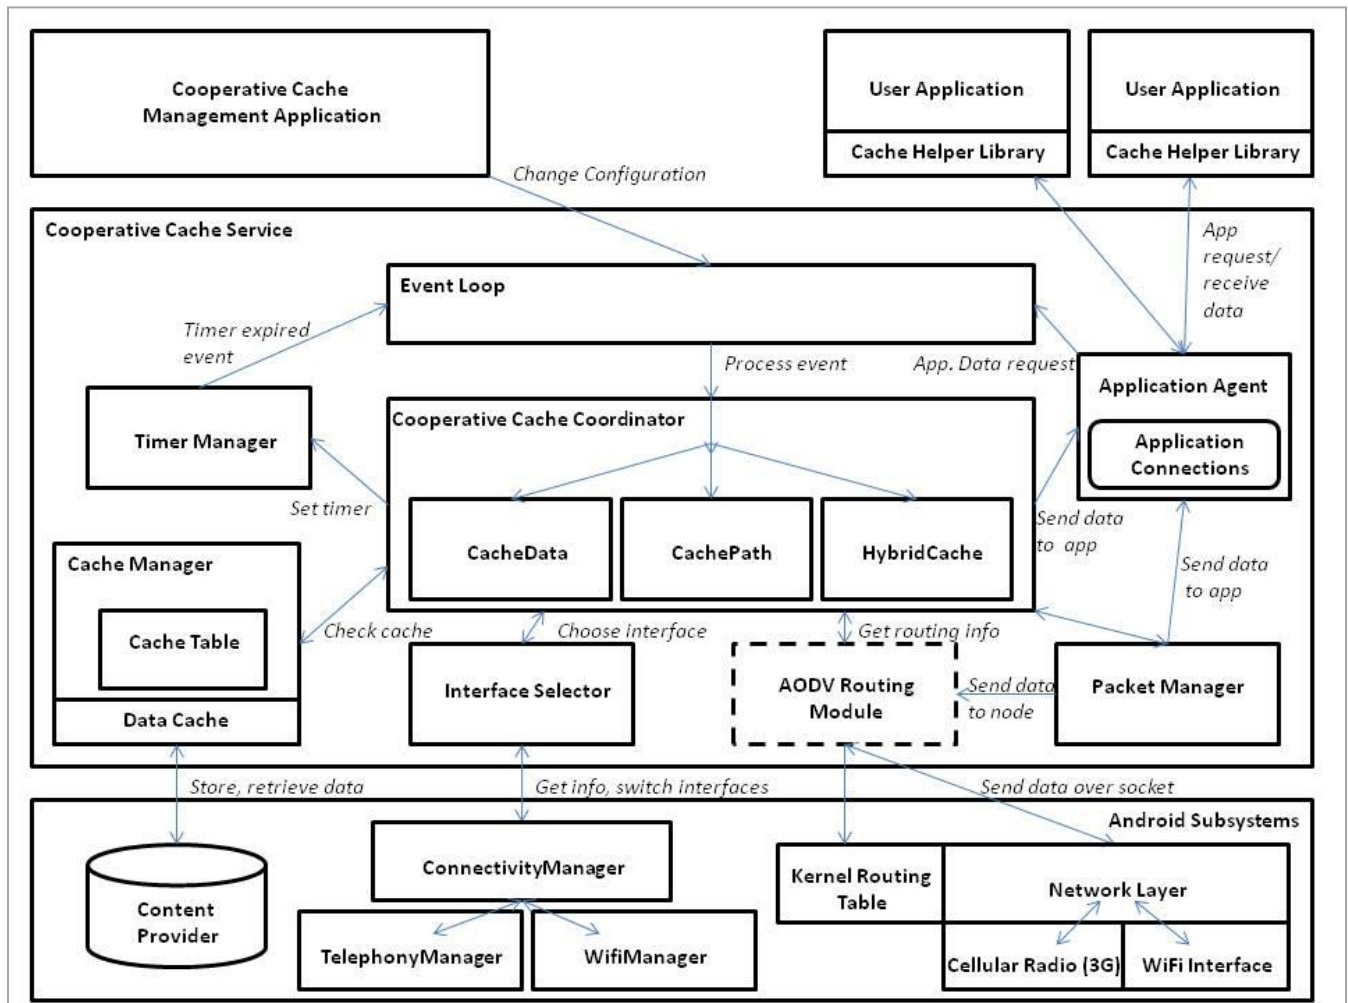 Cooperative Cache
Management Application
User Application
Cache Helper Library
User Application
Cache Helper Library
Change Configuration
Cooperative Cache Service
App
request/
receive
data
Event Loop
Timer expired
event
Process event
App. Data request
Application Agent
Application
Connections
Timer Manager
Cooperative Cache Coordinator
Set timer
CacheData
CachePath
HybridCache
Send data
to app
Send data
to app
Cache Manager
Cache Table
Data Cache
Check cache
Choose interface
Get routing info
Interface Selector
AODV Routing
Module
Send data
to node
Packet Manager
Store, retrieve data
Get info, switch interfaces
Send data over socket
Android Subsystems
Content
Provider
ConnectivityManager
TelephonyManager
WifiManager
Kernel Routing
Table
Network Layer
Cellular Radio (3G)
WiFi Interface